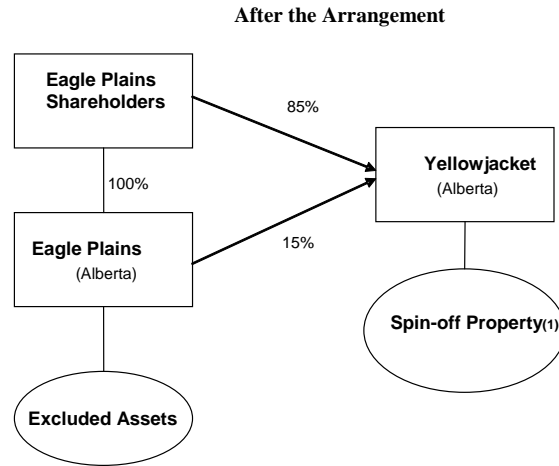 After the Arrangement
Eagle Plains
Shareholders
85%
Yellowjacket
(Alberta)
100%
Eagle Plains
(Alberta)
15%
Spin-off Property(1)
Excluded Assets